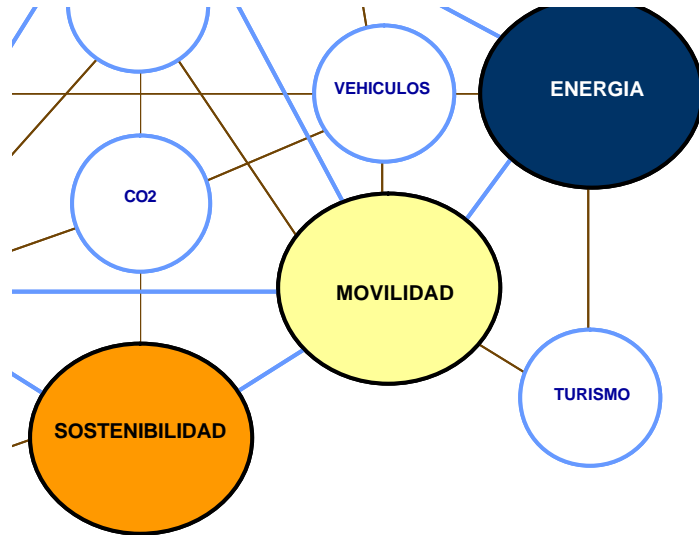 VEHICULOS
ENERGIA
CO2
MOVILIDAD
TURISMO
SOSTENIBILIDAD